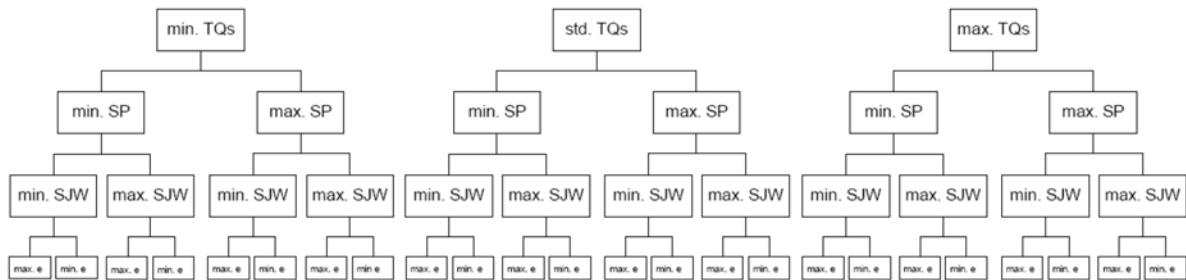 min. TQs std. TQs max. TQs
min. SP max. SP min. SP max. SP min. SP max. SP
min. SJW max. SJW min. SJW max. SJW min. SJW max. SJW min. SJW max. SJW min. SJW max. SJW min. SJW max. SJW
max. e min. e max. e min. e max. e min. e max. e min e max. e min. e max. e min. e max. e min. e max. e min. e max. e min. e max. e min. e max. e min. e max. e min. e